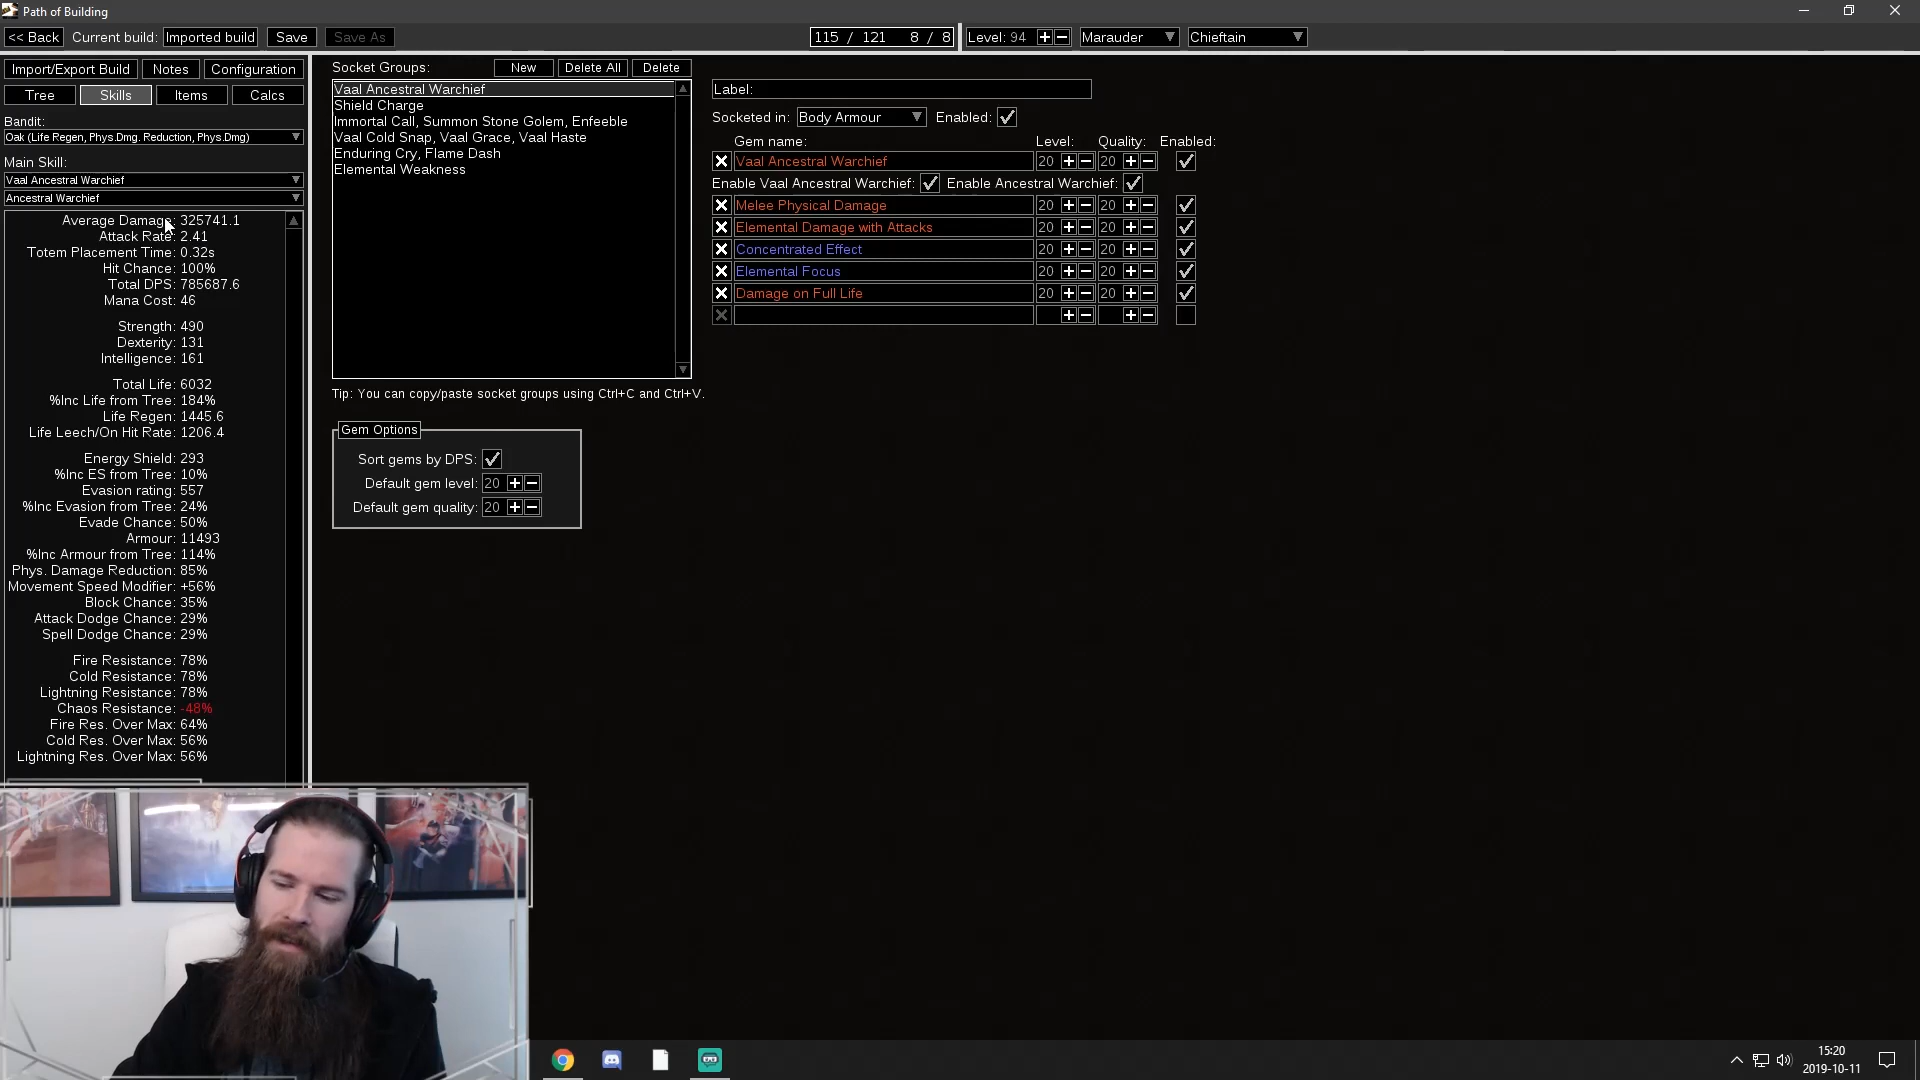 Path of Building
<< Back Current build: Imported build Save Save As 115 / 121 8 / 8 Level: 94 Marauder Chieftain
Import/Export Build Notes Configuration
Tree Skills Items Calcs
Bandit:
Oak (Life Regen, Phys.Dmg. Reduction, Phys.Dmg)
Main Skill:
Vaal Ancestral Warchief
Ancestral Warchief
Average Damage: 325741.1
Attack Rate: 2.41
Totem Placement Time: 0.32s
Hit Chance: 100%
Total DPS: 785687.6
Mana Cost: 46
Strength: 490
Dexterity: 131
Intelligence: 161
Total Life: 6032
%Inc Life from Tree: 184%
Life Regen: 1445.6
Life Leech/On Hit Rate: 1206.4
Energy Shield: 293
%Inc ES from Tree: 10%
Evasion rating: 557
%Inc Evasion from Tree: 24%
Evade Chance: 50%
Armour: 11493
%Inc Armour from Tree: 114%
Phys. Damage Reduction: 85%
Movement Speed Modifier: +56%
Block Chance: 35%
Attack Dodge Chance: 29%
Spell Dodge Chance: 29%
Fire Resistance: 78%
Cold Resistance: 78%
Lightning Resistance: 78%
Chaos Resistance: -48%
Fire Res. Over Max: 64%
Cold Res. Over Max: 56%
Lightning Res. Over Max: 56%
Socket Groups: New Delete All Delete
Vaal Ancestral Warchief
Shield Charge
Immortal Call, Summon Stone Golem, Enfeeble
Vaal Cold Snap, Vaal Grace, Vaal Haste
Enduring Cry, Flame Dash
Elemental Weakness
Tip: You can copy/paste socket groups using Ctrl+C and Ctrl+V.
Gem Options
Sort gems by DPS:
Default gem level: 20
Default gem quality: 20
Label:
Socketed in: Body Armour Enabled:
Gem name: Level: Quality: Enabled:
Vaal Ancestral Warchief 20 20
Enable Vaal Ancestral Warchief: Enable Ancestral Warchief:
Melee Physical Damage 20 20
Elemental Damage with Attacks 20 20
Concentrated Effect 20 20
Elemental Focus 20 20
Damage on Full Life 20 20
15:20
2019-10-11